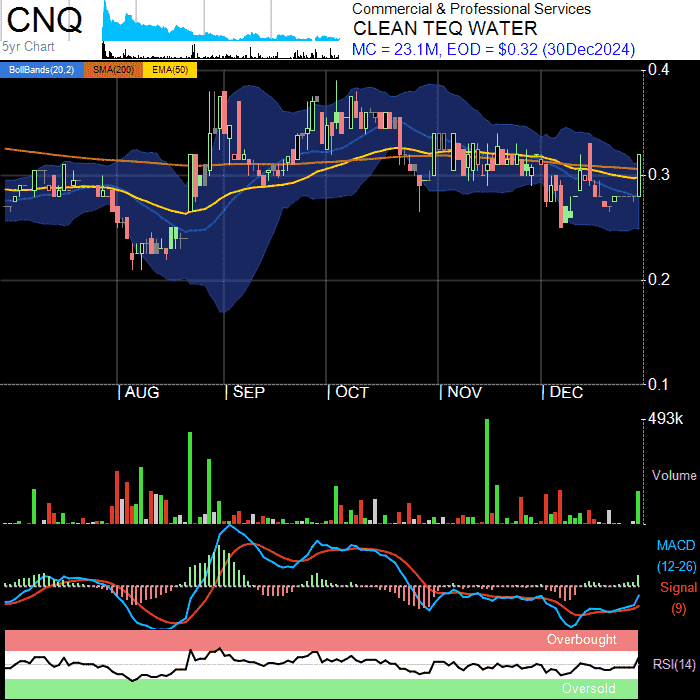 CNQ
5yr Chart
Commercial & Professional Services
CLEAN TEQ WATER
MC = 23.1M, EOD = $0.32 (30Dec2024)
BollBands(20,2) SMA(200) EMA(50)
0.4
0.3
0.2
0.1
AUG SEP OCT NOV DEC
493k
Volume
MACD
(12-26)
Signal
(9)
Overbought
RSI(14)
Oversold